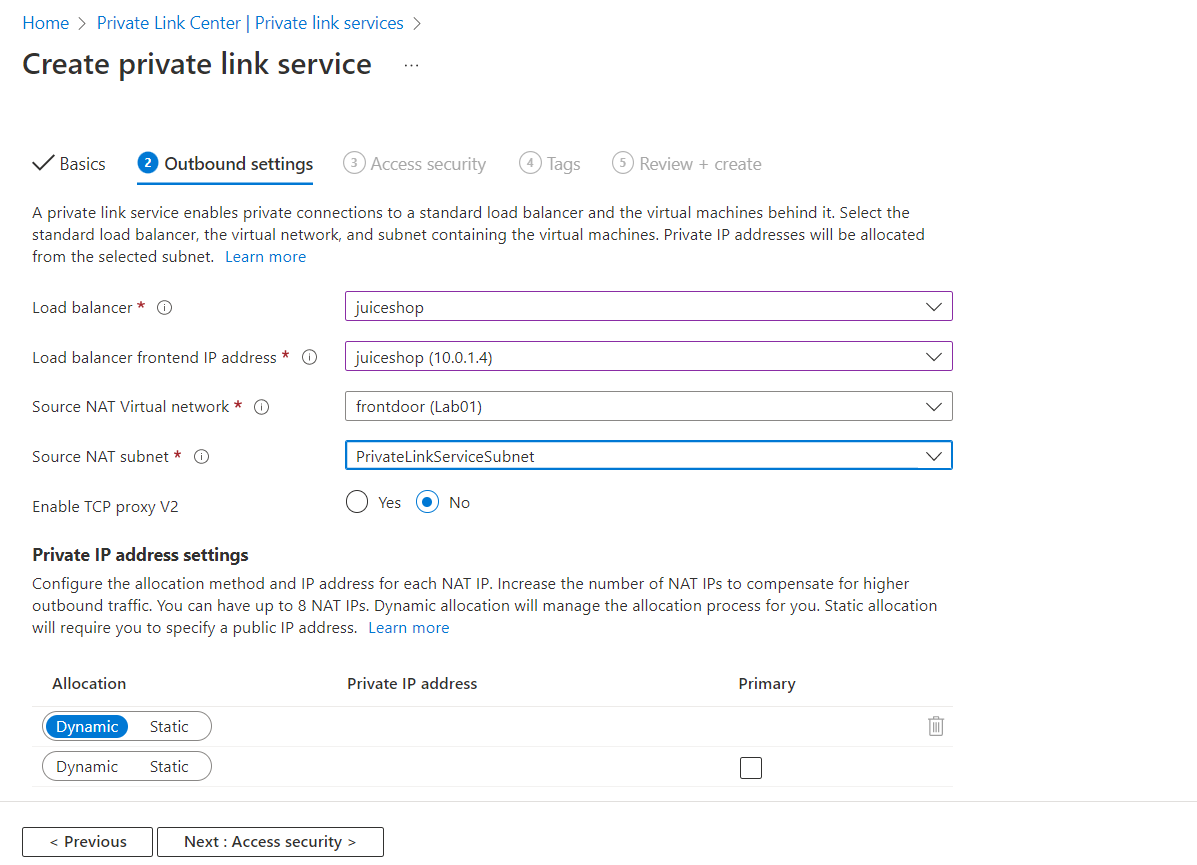 Home > Private Link Center | Private link services >
Create private link service ...
Basics 2 Outbound settings 3 Access security 4 Tags 5 Review + create
A private link service enables private connections to a standard load balancer and the virtual machines behind it. Select the
standard load balancer, the virtual network, and subnet containing the virtual machines. Private IP addresses will be allocated
from the selected subnet. Learn more
Load balancer * juiceshop
Load balancer frontend IP address * juiceshop (10.0.1.4)
Source NAT Virtual network * frontdoor (Lab01)
Source NAT subnet * PrivateLinkServiceSubnet
Enable TCP proxy V2 Yes No
Private IP address settings
Configure the allocation method and IP address for each NAT IP. Increase the number of NAT IPs to compensate for higher
outbound traffic. You can have up to 8 NAT IPs. Dynamic allocation will manage the allocation process for you. Static allocation
will require you to specify a public IP address. Learn more
Allocation Private IP address Primary
Dynamic Static
Dynamic Static
< Previous Next : Access security >